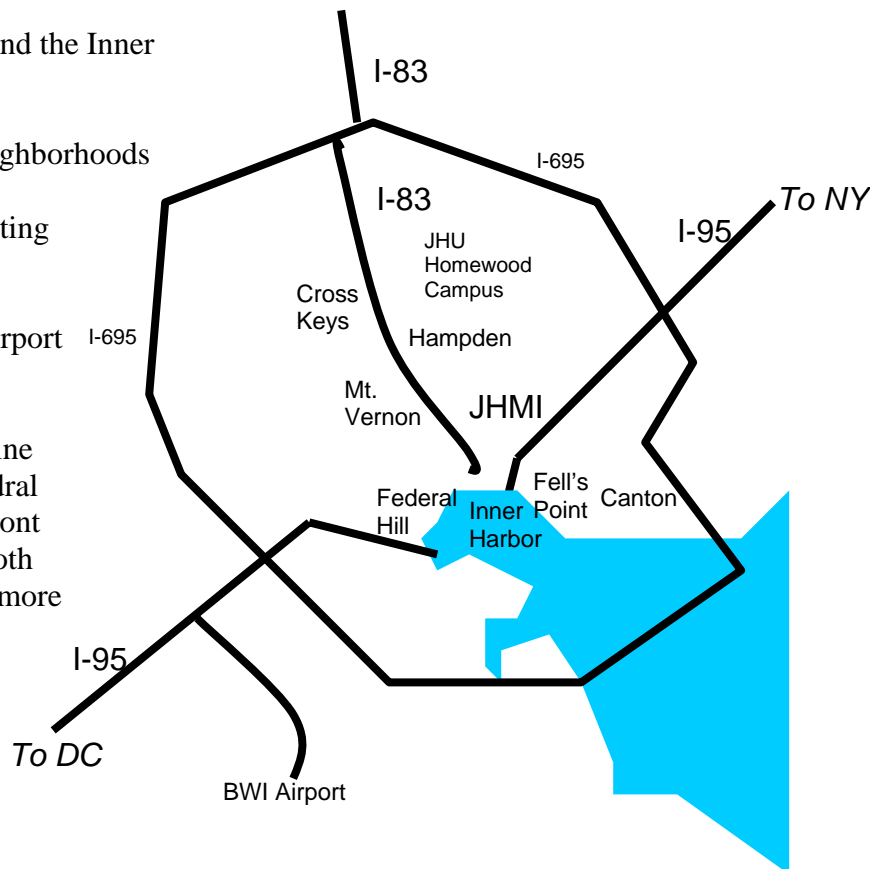 nd the Inner
ghborhoods
ting
rport
ine
dral
ont
oth
more
I-83
I-695
I-83
To NY
I-95
JHU
Homewood
Campus
Cross
Keys
Hampden
I-695
Mt.
Vernon
JHMI
Federal
Hill
Inner
Harbor
Fell's
Point
Canton
I-95
To DC
BWI Airport